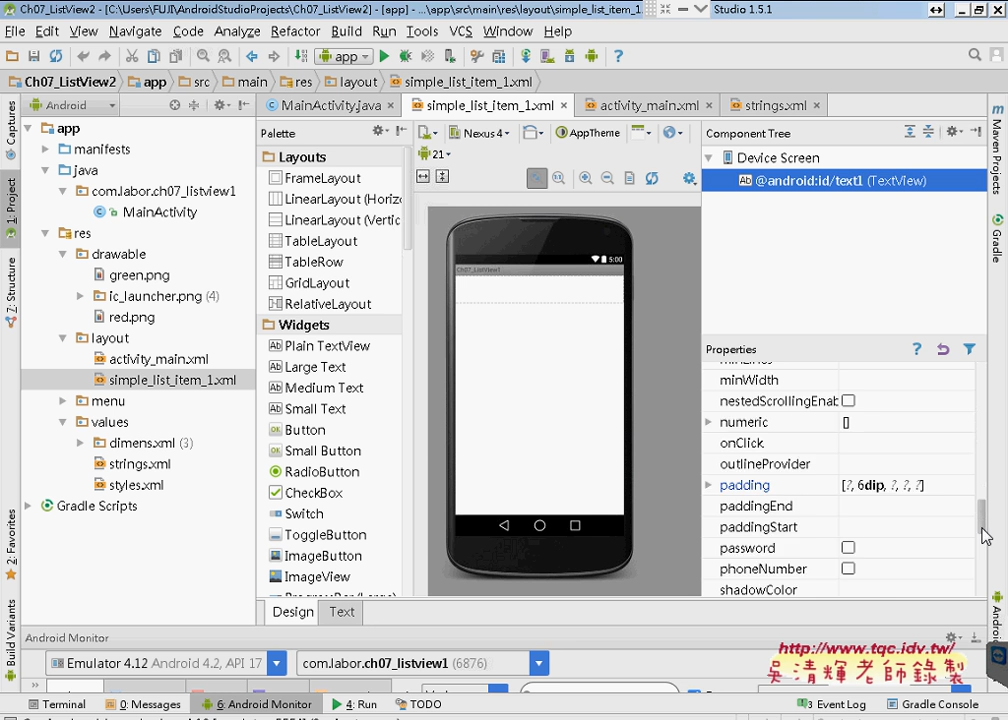 Ch07_ListView2 - [C:\Users\FUJI\AndroidStudioProjects\Ch07_ListView2] - [app] - ...\app\src\main\res\layout\simple_list_item_1. Studio 1.5.1
File Edit View Navigate Code Analyze Refactor Build Run Tools VCS Window Help
app
Ch07_ListView2 app src main res layout simple_list_item_1.xml
Android MainActivity.java simple_list_item_1.xml activity_main.xml strings.xml
Captures
1: Project
Z: Structure
2: Favorites
Build Variants
app
manifests
java
com.labor.ch07_listview1
MainActivity
res
drawable
green.png
ic_launcher.png (4)
red.png
layout
activity_main.xml
simple_list_item_1.xml
menu
values
dimens.xml (3)
strings.xml
styles.xml
Gradle Scripts
Palette
Layouts
FrameLayout
LinearLayout (Horiz
LinearLayout (Vertic
TableLayout
TableRow
GridLayout
RelativeLayout
Widgets
Plain TextView
Large Text
Medium Text
Small Text
Button
Small Button
RadioButton
CheckBox
Switch
ToggleButton
ImageButton
ImageView
Nexus 4 AppTheme
21
5:00
Ch07_ListView1
Design Text
Component Tree
Device Screen
@android:id/text1 (TextView)
Properties
minWidth
nestedScrollingEnab
numeric []
onClick
outlineProvider
padding [?, 6dip, ?, ?, ?]
paddingEnd
paddingStart
password
phoneNumber
shadowColor
Maven Projects
Gradle
Android Monitor
Emulator 4.12 Android 4.2, API 17 com.labor.ch07_listview1 (6876)
http://www.tqc.idv.tw/
吳清輝老師錄製
Terminal 0: Messages 6: Android Monitor 4: Run TODO 3 Event Log Gradle Console